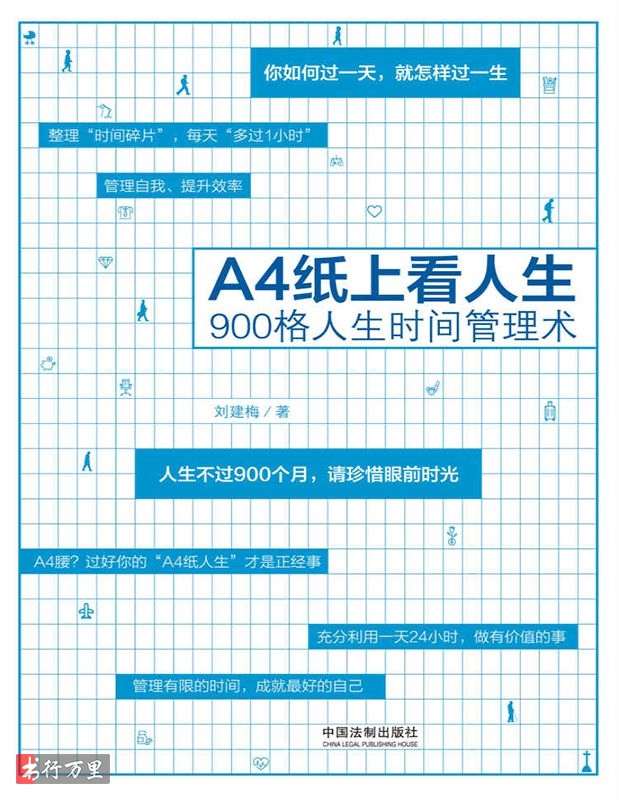 你如何过一天，就怎样过一生
整理“时间碎片”，每天“多过1小时”
管理自我、提升效率
A4纸上看人生
900格人生时间管理术
刘建梅／著
人生不过900个月，请珍惜眼前时光
A4腰？过好你的“A4纸人生”才是正经事
充分利用一天24小时，做有价值的事
管理有限的时间，成就最好的自己
中国法制出版社
CHINA LEGAL PUBLISHING HOUSE
书行万里